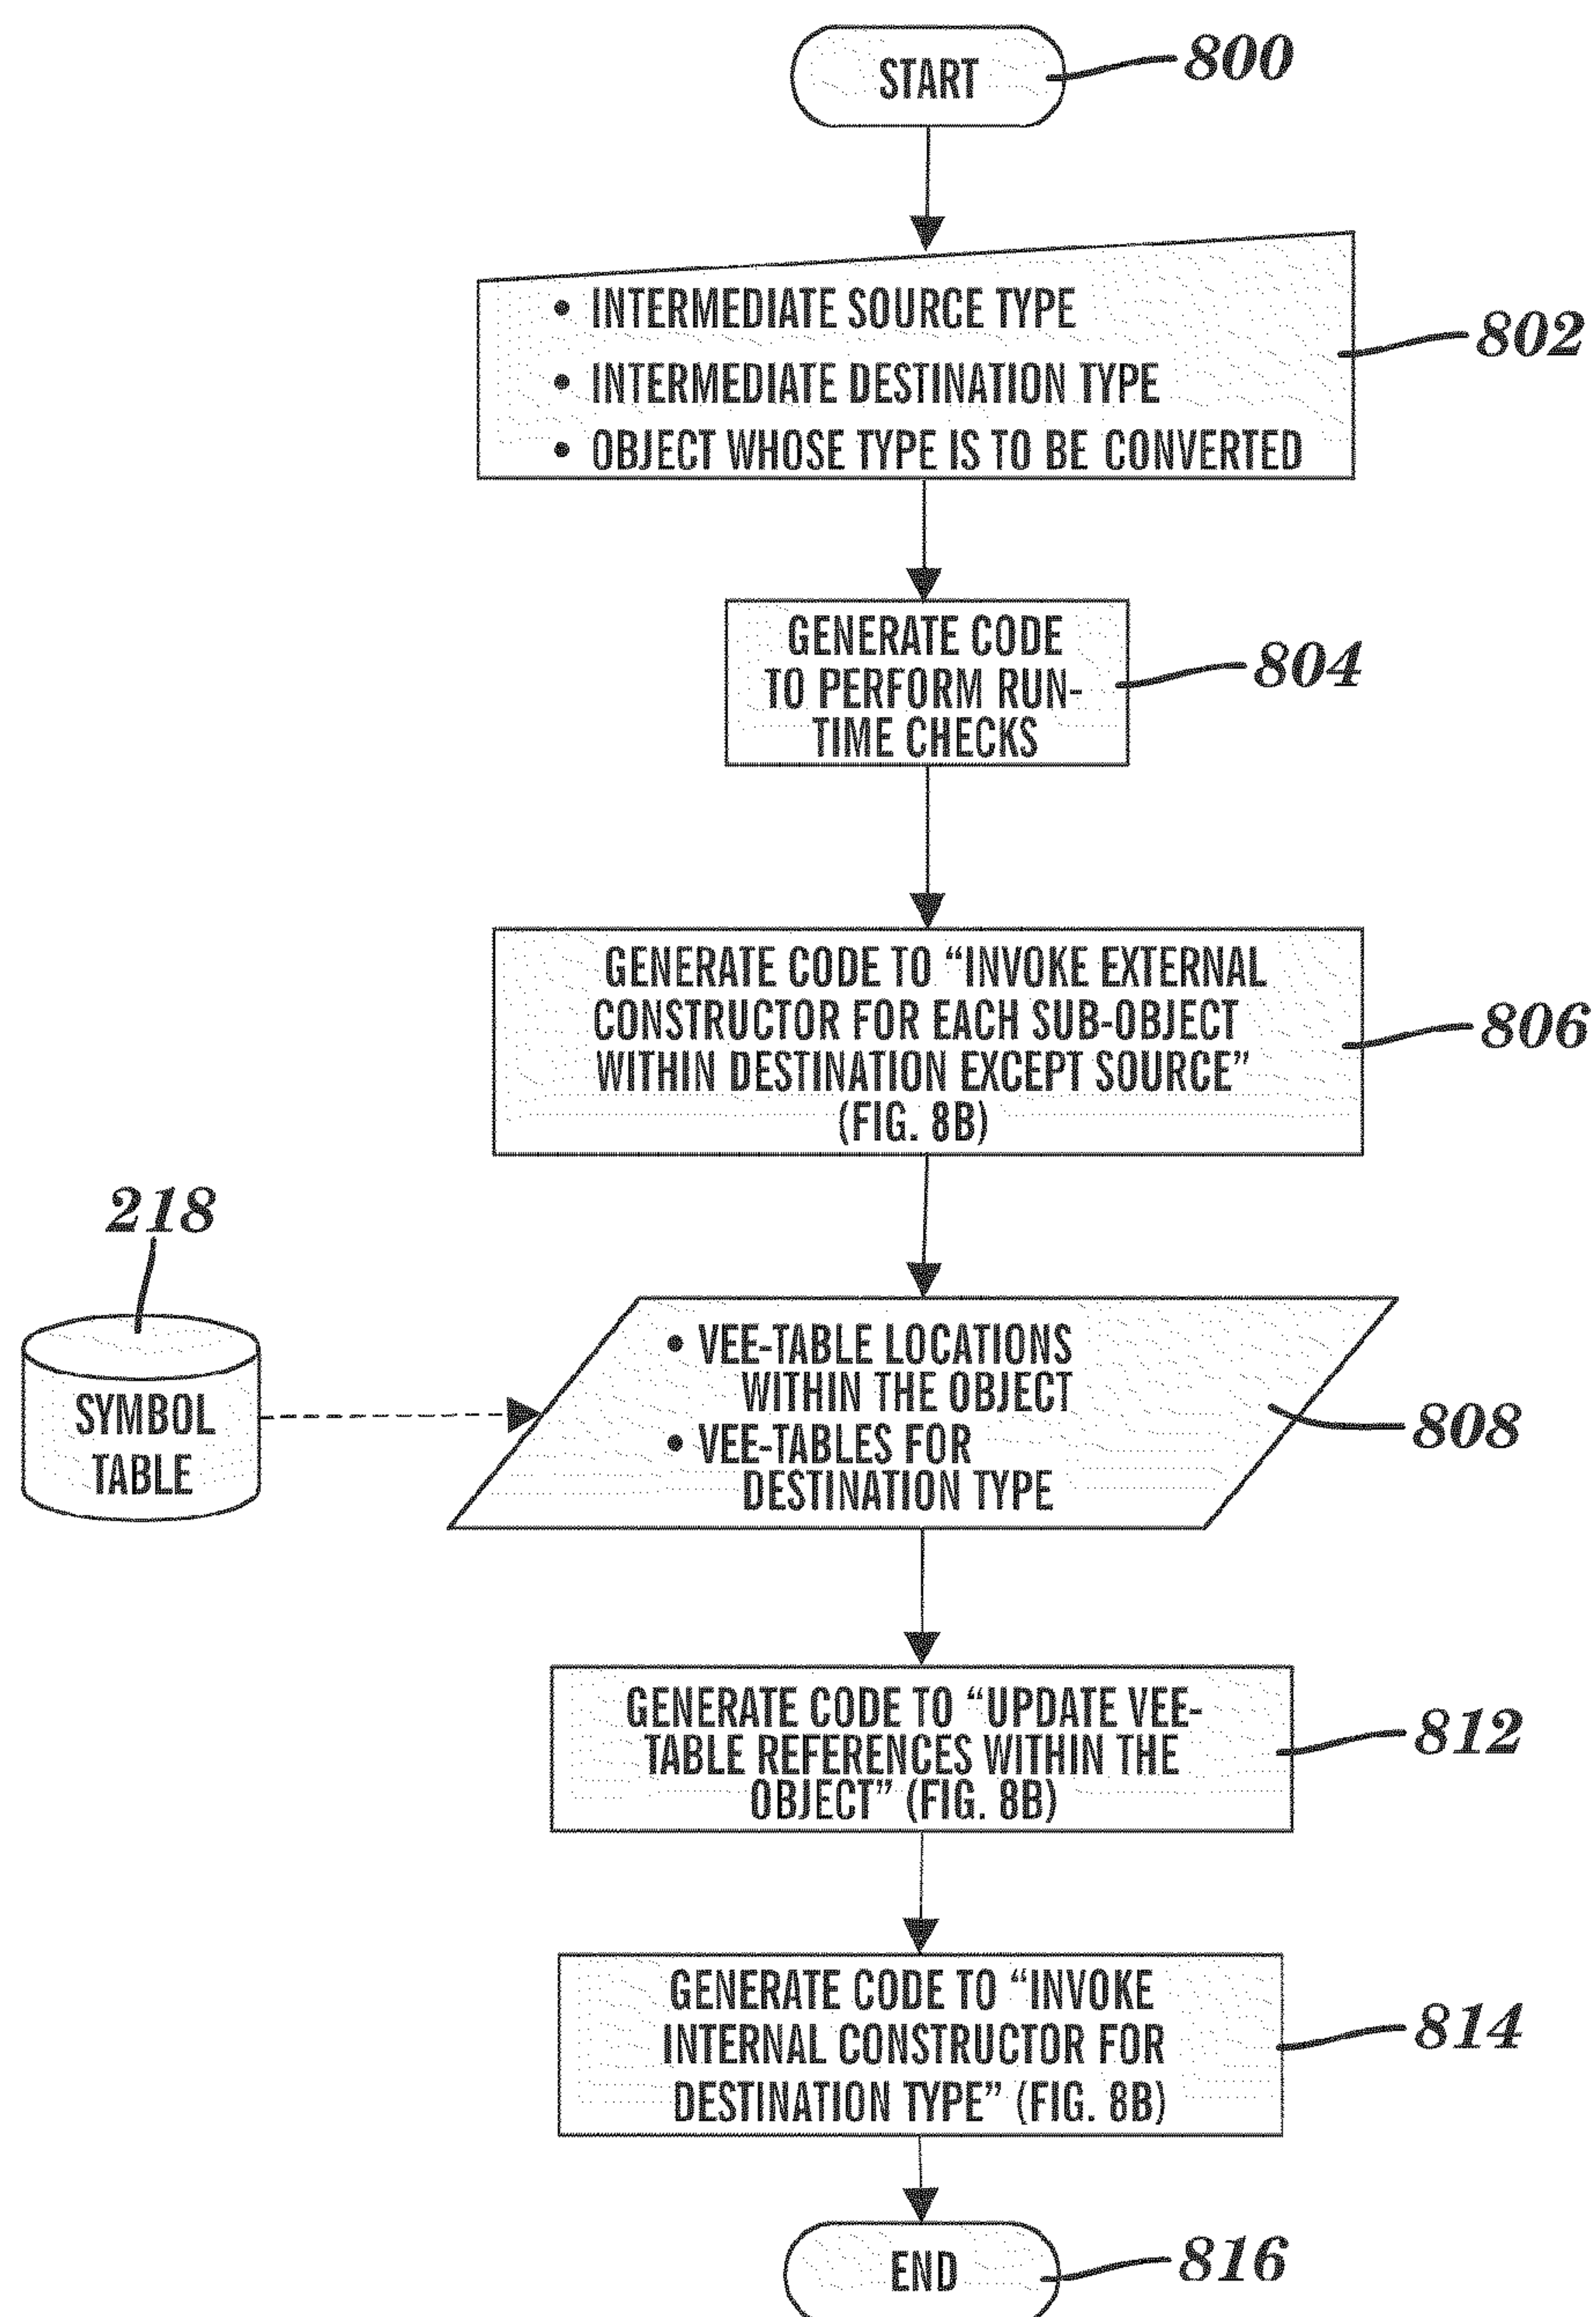 START
800
• INTERMEDIATE SOURCE TYPE
• INTERMEDIATE DESTINATION TYPE
• OBJECT WHOSE TYPE IS TO BE CONVERTED
802
GENERATE CODE
TO PERFORM RUN-
TIME CHECKS
804
GENERATE CODE TO “INVOKE EXTERNAL
CONSTRUCTOR FOR EACH SUB-OBJECT
WITHIN DESTINATION EXCEPT SOURCE”
(FIG. 8B)
806
218
SYMBOL
TABLE
• VEE-TABLE LOCATIONS
WITHIN THE OBJECT
• VEE-TABLES FOR
DESTINATION TYPE
808
GENERATE CODE TO “UPDATE VEE-
TABLE REFERENCES WITHIN THE
OBJECT” (FIG. 8B)
812
GENERATE CODE TO “INVOKE
INTERNAL CONSTRUCTOR FOR
DESTINATION TYPE” (FIG. 8B)
814
END
816